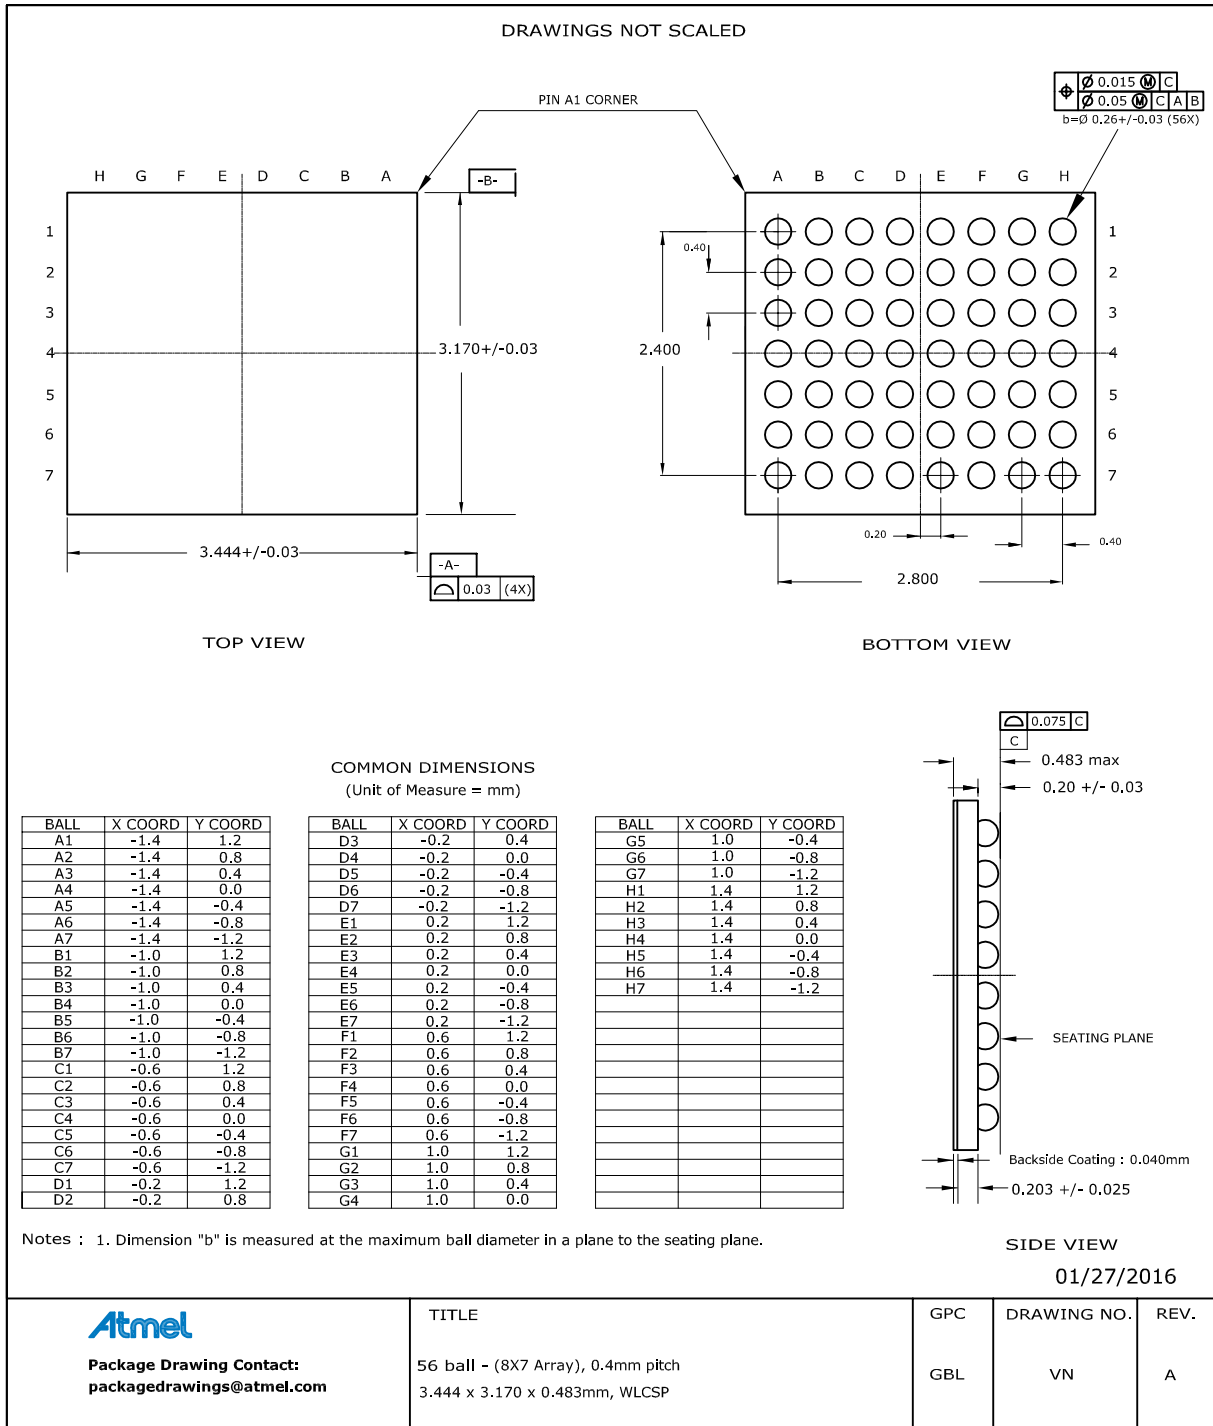 DRAWINGS NOT SCALED
Ø 0.015 Ⓜ C
Ø 0.05 Ⓜ C A B
b=Ø 0.26+/-0.03 (56X)
PIN A1 CORNER
H G F E D C B A
-B-
A B C D E F G H
1
2
3
4
5
6
7
3.170+/-0.03
3.444+/-0.03
-A-
0.03 (4X)
TOP VIEW
0.40
2.400
1
2
3
4
5
6
7
0.20
0.40
2.800
BOTTOM VIEW
COMMON DIMENSIONS
(Unit of Measure = mm)
BALL X COORD Y COORD
A1 -1.4 1.2
A2 -1.4 0.8
A3 -1.4 0.4
A4 -1.4 0.0
A5 -1.4 -0.4
A6 -1.4 -0.8
A7 -1.4 -1.2
B1 -1.0 1.2
B2 -1.0 0.8
B3 -1.0 0.4
B4 -1.0 0.0
B5 -1.0 -0.4
B6 -1.0 -0.8
B7 -1.0 -1.2
C1 -0.6 1.2
C2 -0.6 0.8
C3 -0.6 0.4
C4 -0.6 0.0
C5 -0.6 -0.4
C6 -0.6 -0.8
C7 -0.6 -1.2
D1 -0.2 1.2
D2 -0.2 0.8
BALL X COORD Y COORD
D3 -0.2 0.4
D4 -0.2 0.0
D5 -0.2 -0.4
D6 -0.2 -0.8
D7 -0.2 -1.2
E1 0.2 1.2
E2 0.2 0.8
E3 0.2 0.4
E4 0.2 0.0
E5 0.2 -0.4
E6 0.2 -0.8
E7 0.2 -1.2
F1 0.6 1.2
F2 0.6 0.8
F3 0.6 0.4
F4 0.6 0.0
F5 0.6 -0.4
F6 0.6 -0.8
F7 0.6 -1.2
G1 1.0 1.2
G2 1.0 0.8
G3 1.0 0.4
G4 1.0 0.0
BALL X COORD Y COORD
G5 1.0 -0.4
G6 1.0 -0.8
G7 1.0 -1.2
H1 1.4 1.2
H2 1.4 0.8
H3 1.4 0.4
H4 1.4 0.0
H5 1.4 -0.4
H6 1.4 -0.8
H7 1.4 -1.2
0.075 C
C
0.483 max
0.20 +/- 0.03
SEATING PLANE
Backside Coating : 0.040mm
0.203 +/- 0.025
SIDE VIEW
Notes : 1. Dimension "b" is measured at the maximum ball diameter in a plane to the seating plane.
01/27/2016
Atmel
Package Drawing Contact:
packagedrawings@atmel.com
TITLE
56 ball - (8X7 Array), 0.4mm pitch
3.444 x 3.170 x 0.483mm, WLCSP
GPC
GBL
DRAWING NO.
VN
REV.
A